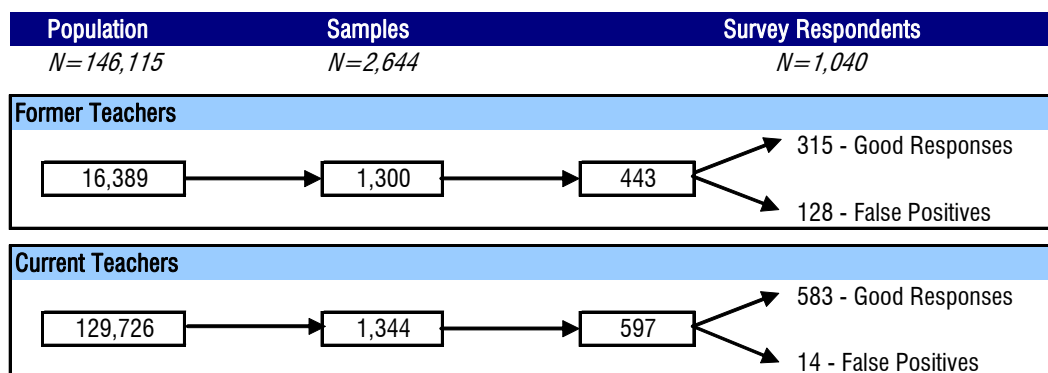 Population Samples Survey Respondents
N=146,115 N=2,644 N=1,040
Former Teachers
315 - Good Responses
16,389 1,300 443
128 - False Positives
Current Teachers
583 - Good Responses
129,726 1,344 597
14 - False Positives